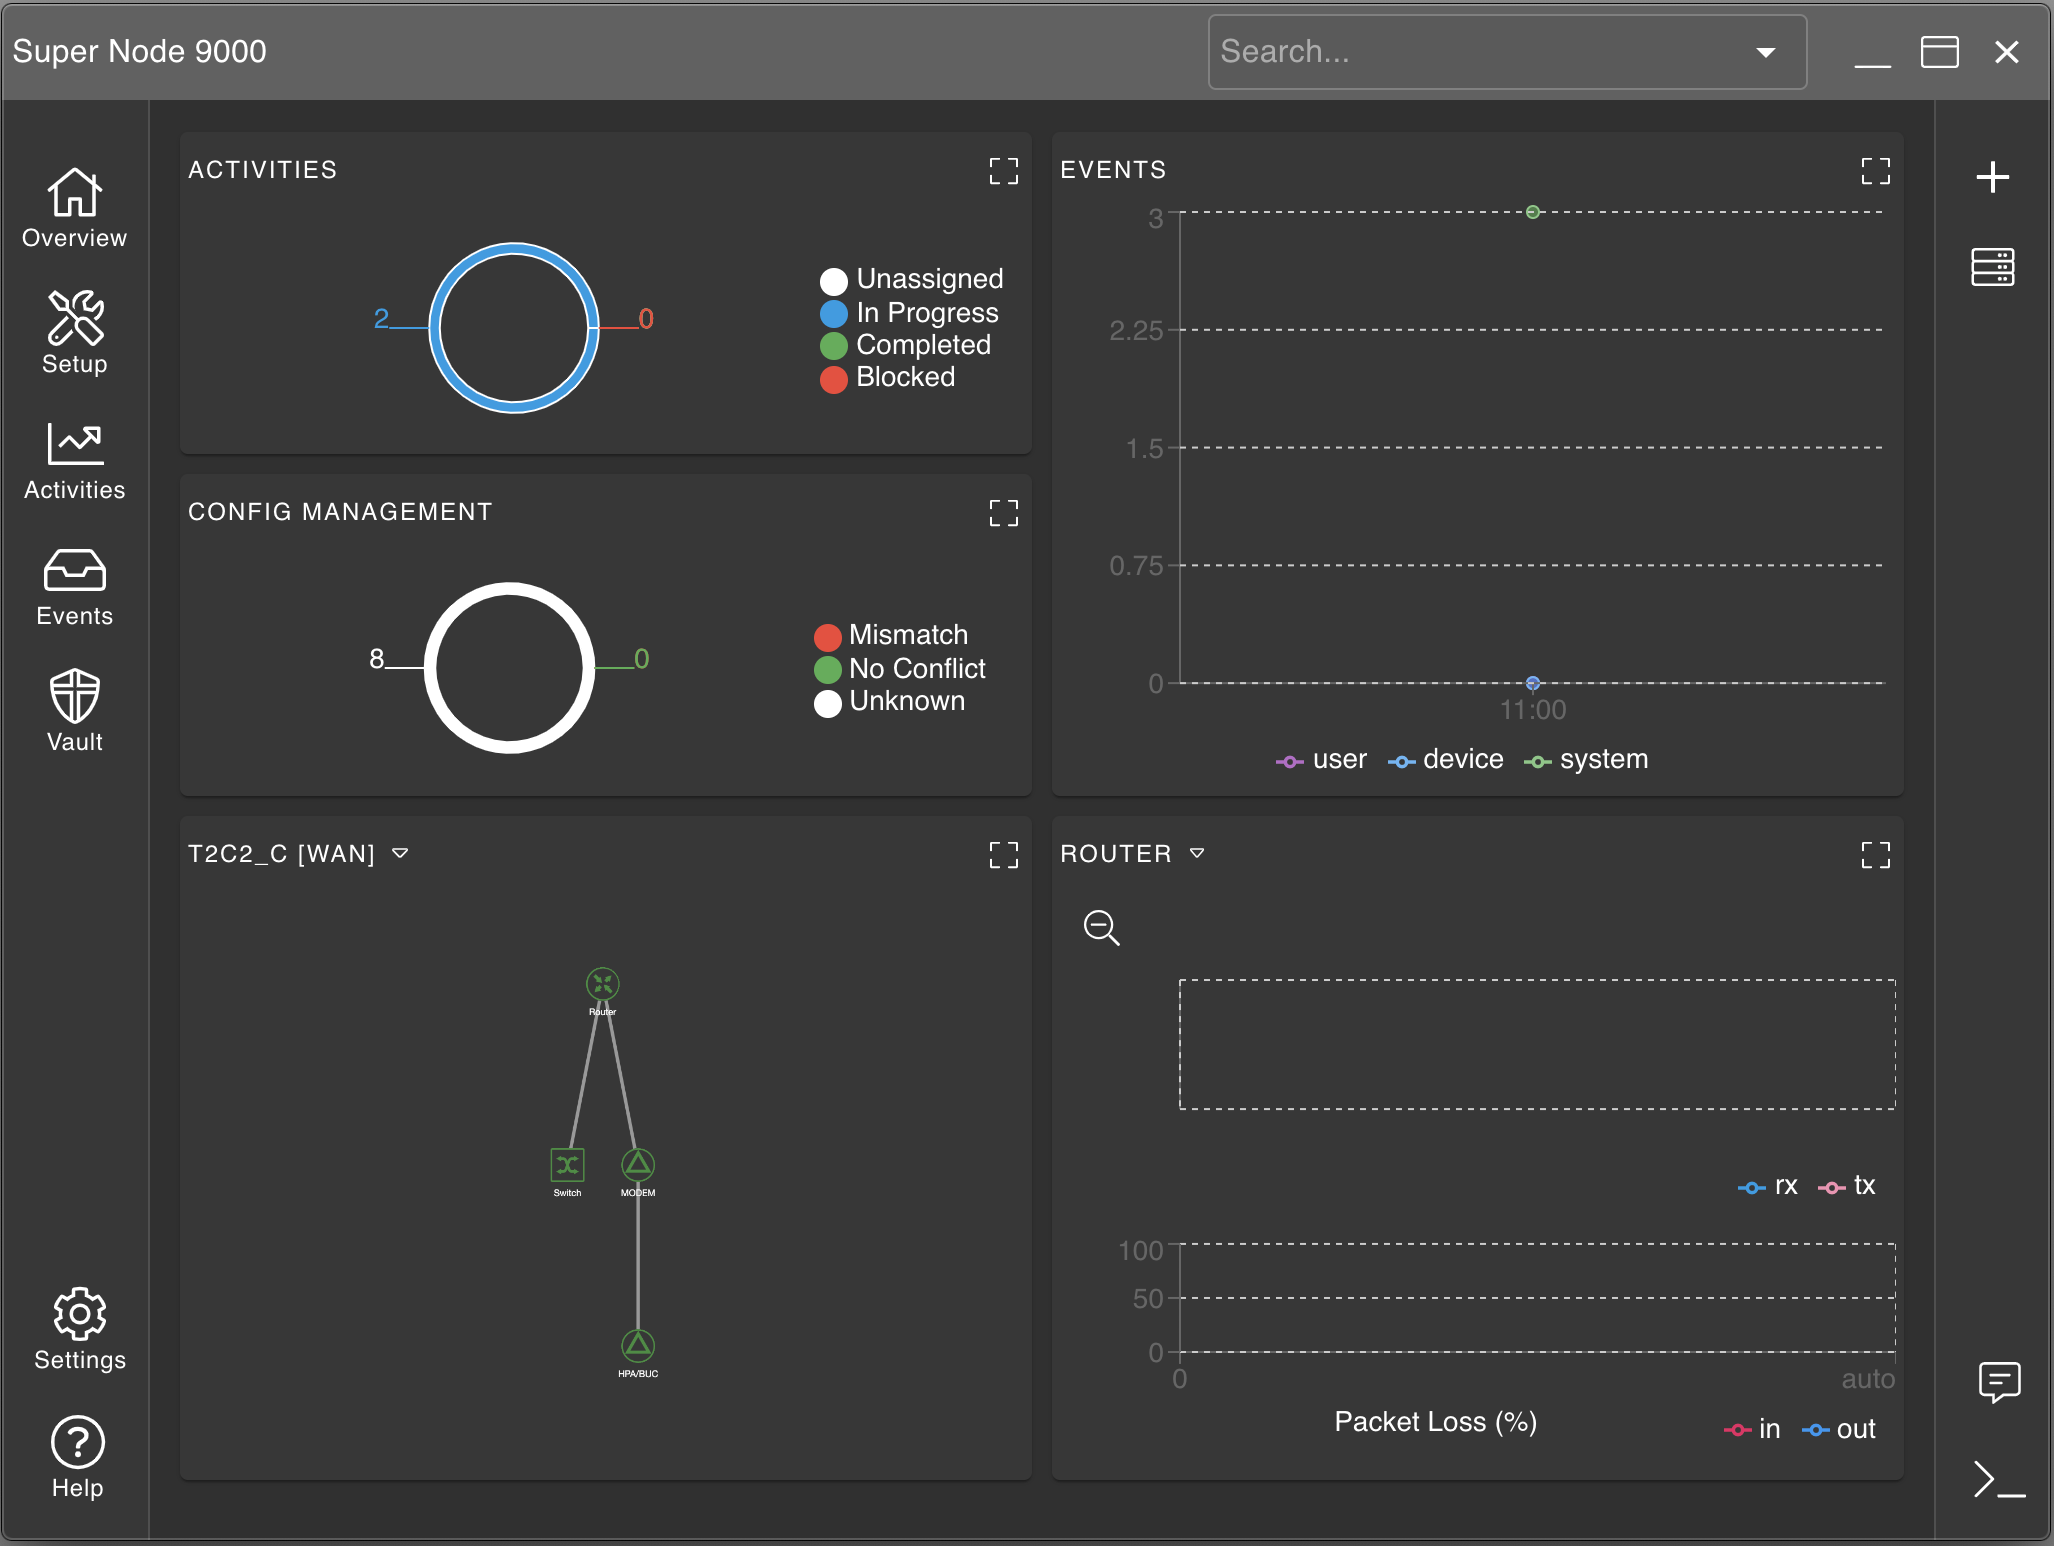 Super Node 9000
Search...
Overview
Setup
Activities
Events
Vault
Settings
Help
ACTIVITIES
2
0
Unassigned
In Progress
Completed
Blocked
CONFIG MANAGEMENT
8
0
Mismatch
No Conflict
Unknown
EVENTS
3
2.25
1.5
0.75
0
11:00
user device system
T2C2_C [WAN]
Router
Switch
MODEM
HPA/BUC
ROUTER
rx tx
100
50
0
0
auto
Packet Loss (%)
in out